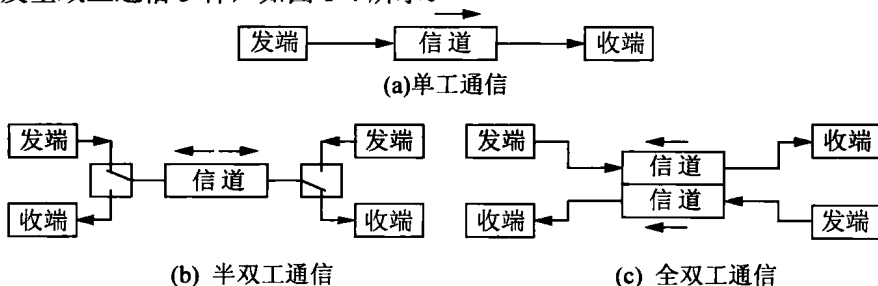 发端 信道 收端
(a)单工通信
发端 发端 发端 收端
信道 信道
信道
收端 收端 收端 发端
(b) 半双工通信 (c) 全双工通信